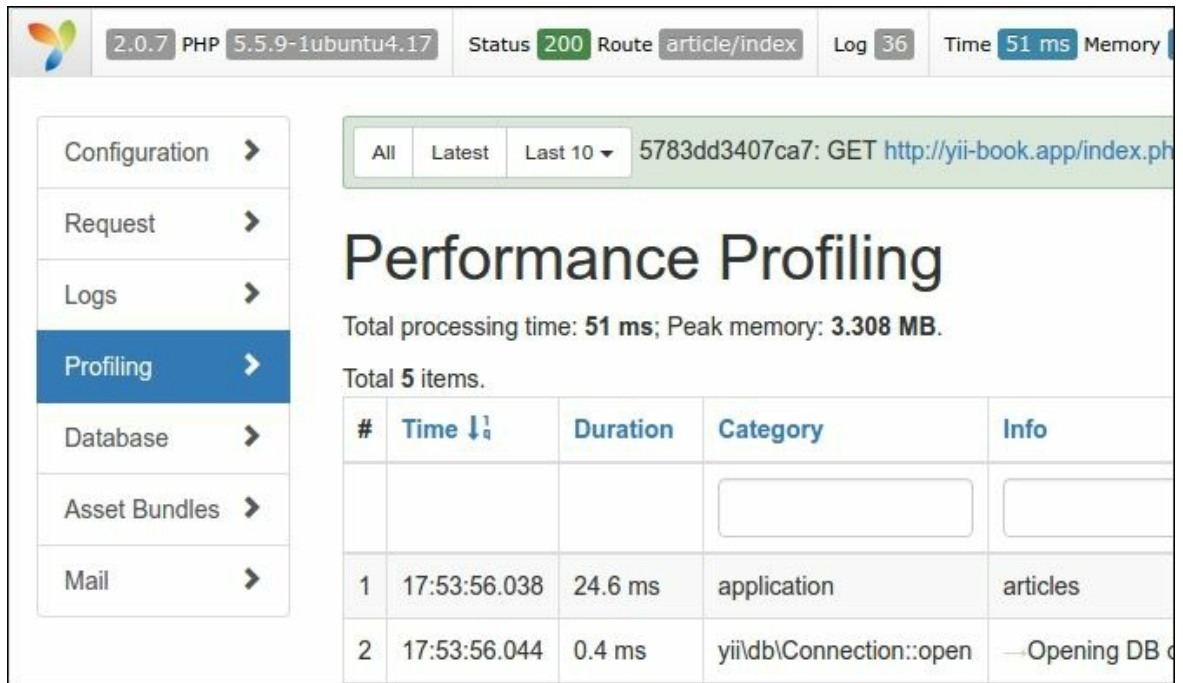 2.0.7 PHP 5.5.9-1ubuntu4.17 Status 200 Route article/index Log 36 Time 51 ms Memory
Configuration
Request
Logs
Profiling
Database
Asset Bundles
Mail
All Latest Last 10 5783dd3407ca7: GET http://yii-book.app/index.ph
Performance Profiling
Total processing time: 51 ms; Peak memory: 3.308 MB.
Total 5 items.
# Time Duration Category Info
1 17:53:56.038 24.6 ms application articles
2 17:53:56.044 0.4 ms yii\db\Connection::open →Opening DB